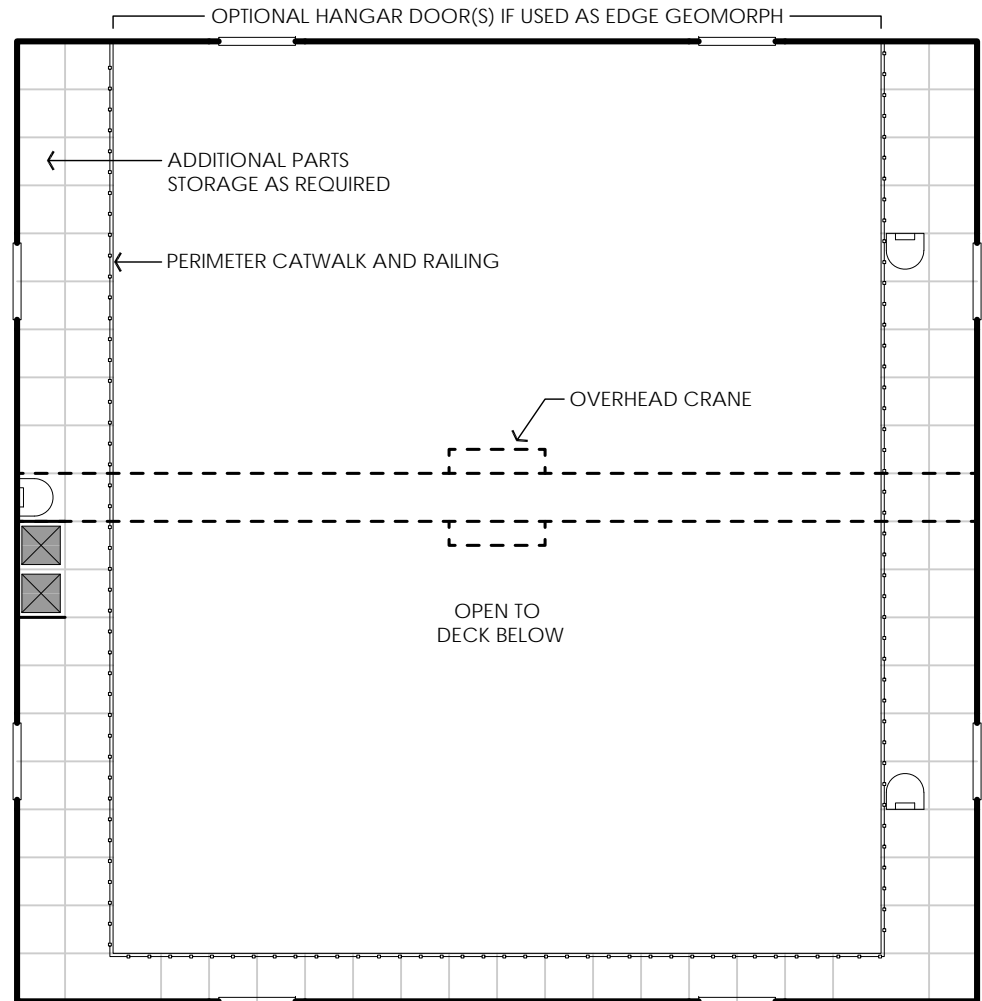 OPTIONAL HANGAR DOOR(S) IF USED AS EDGE GEOMORPH
ADDITIONAL PARTS
STORAGE AS REQUIRED
PERIMETER CATWALK AND RAILING
OVERHEAD CRANE
OPEN TO
DECK BELOW